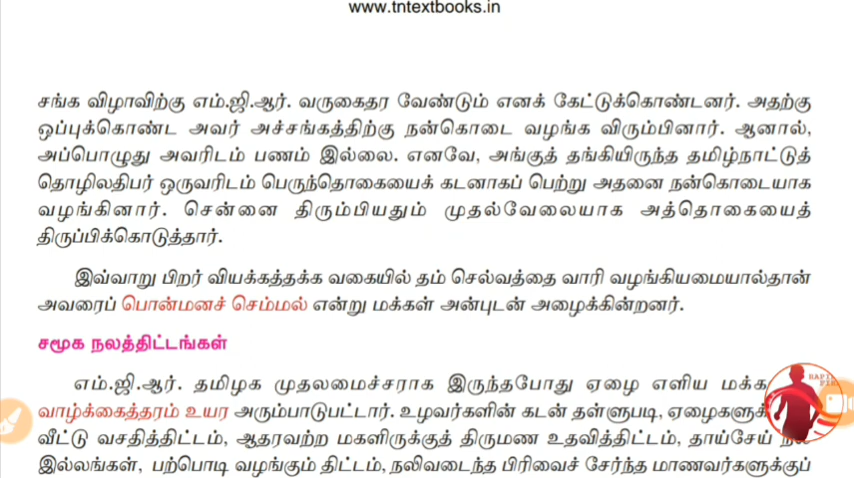 www.tntextbooks.in
சங்க விழாவிற்கு எம்.ஜி.ஆர். வருகைதர வேண்டும் எனக் கேட்டுக்கொண்டனர். அதற்கு
ஒப்புக்கொண்ட அவர் அச்சங்கத்திற்கு நன்கொடை வழங்க விரும்பினார். ஆனால்,
அப்பொழுது அவரிடம் பணம் இல்லை. எனவே, அங்குத் தங்கியிருந்த தமிழ்நாட்டுத்
தொழிலதிபர் ஒருவரிடம் பெருந்தொகையைக் கடனாகப் பெற்று அதனை நன்கொடையாக
வழங்கினார். சென்னை திரும்பியதும் முதல்வேலையாக அத்தொகையைத்
திருப்பிக்கொடுத்தார்.
இவ்வாறு பிறர் வியக்கத்தக்க வகையில் தம் செல்வத்தை வாரி வழங்கியமையால்தான்
அவரைப் பொன்மனச் செம்மல் என்று மக்கள் அன்புடன் அழைக்கின்றனர்.
சமூக நலத்திட்டங்கள்
எம்.ஜி.ஆர். தமிழக முதலமைச்சராக இருந்தபோது ஏழை எளிய மக்க
வாழ்க்கைத்தரம் உயர அரும்பாடுபட்டார். உழவர்களின் கடன் தள்ளுபடி, ஏழைகளுக்
வீட்டு வசதித்திட்டம், ஆதரவற்ற மகளிருக்குத் திருமண உதவித்திட்டம், தாய்சேய்
இல்லங்கள், பற்பொடி வழங்கும் திட்டம், நலிவடைந்த பிரிவைச் சேர்ந்த மாணவர்களுக்குப்